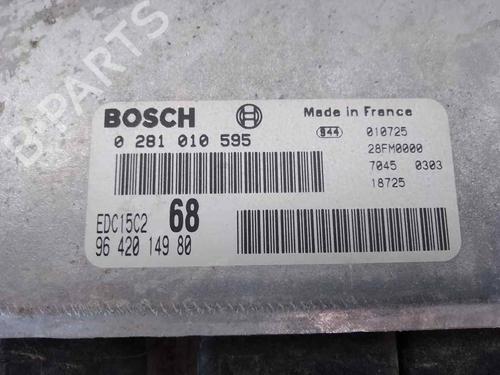 B-PARTS
BOSCH
Made in France
0 281 010 595
944 010725
28FM0000
7045 0303
18725
EDC15C2 68
96 420 149 80